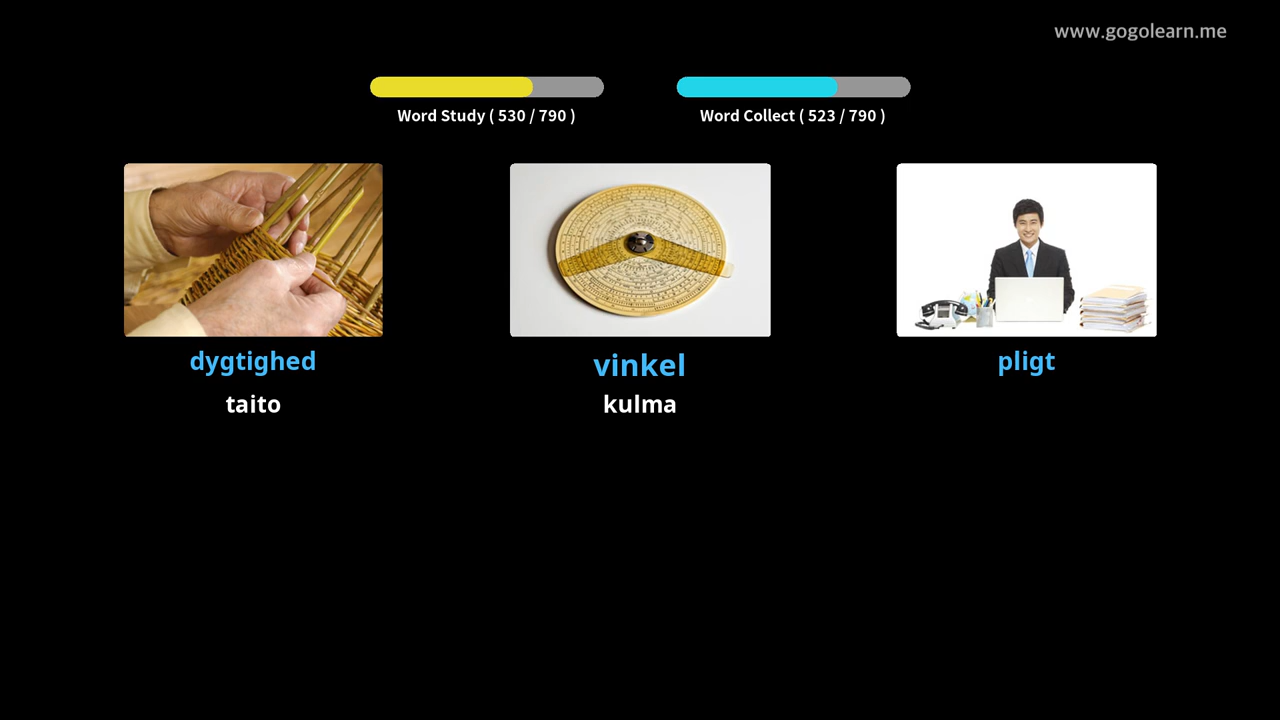 www.gogolearn.me
Word Study ( 530 / 790 )
Word Collect ( 523 / 790 )
dygtighed
vinkel
pligt
taito
kulma